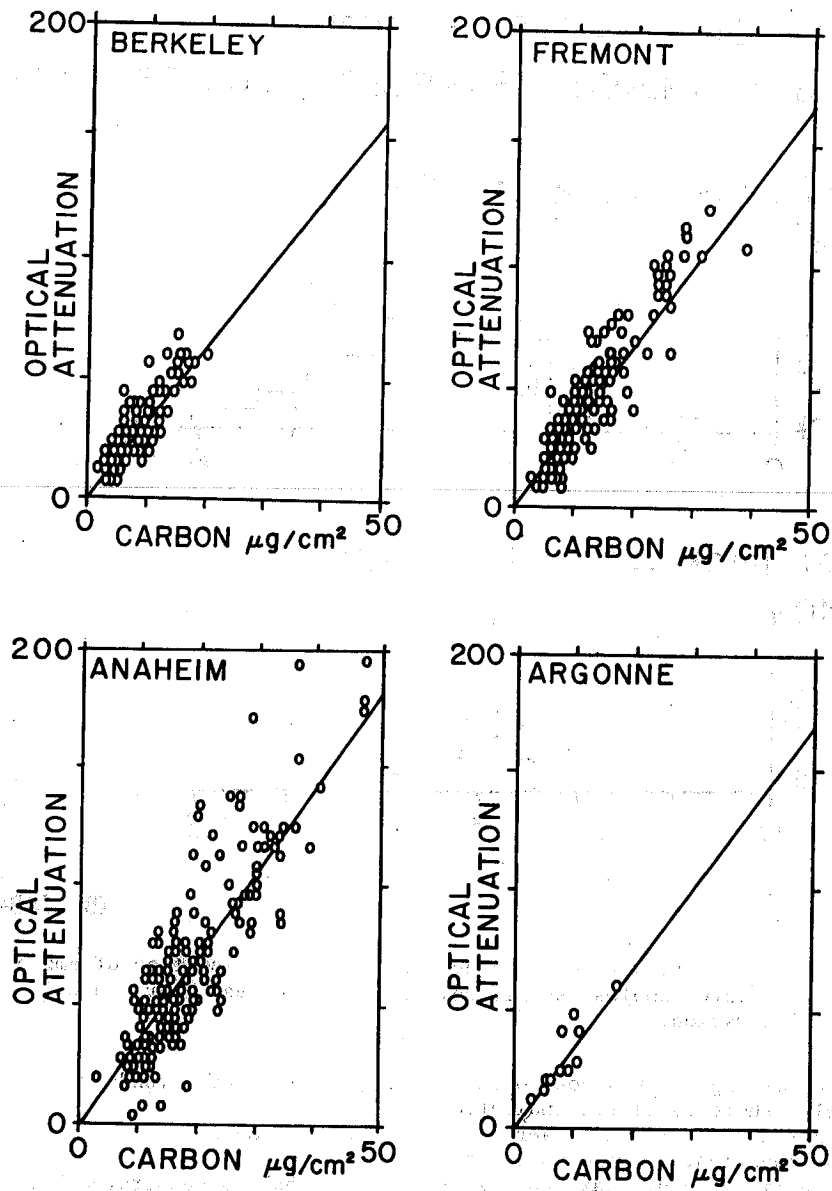 200
BERKELEY
OPTICAL
ATTENUATION
0
0
50
CARBON μg/cm²
200
FREMONT
OPTICAL
ATTENUATION
0
0
50
CARBON μg/cm²
200
ANAHEIM
OPTICAL
ATTENUATION
0
0
50
CARBON μg/cm²
200
ARGONNE
OPTICAL
ATTENUATION
0
0
50
CARBON μg/cm²